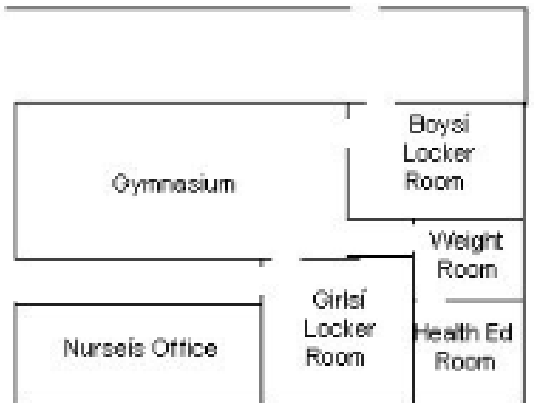 Boysí
Locker
Room
Gymnasium
Weight
Room
Girlsí
Locker
Room
Health Ed
Room
Nurseís Office